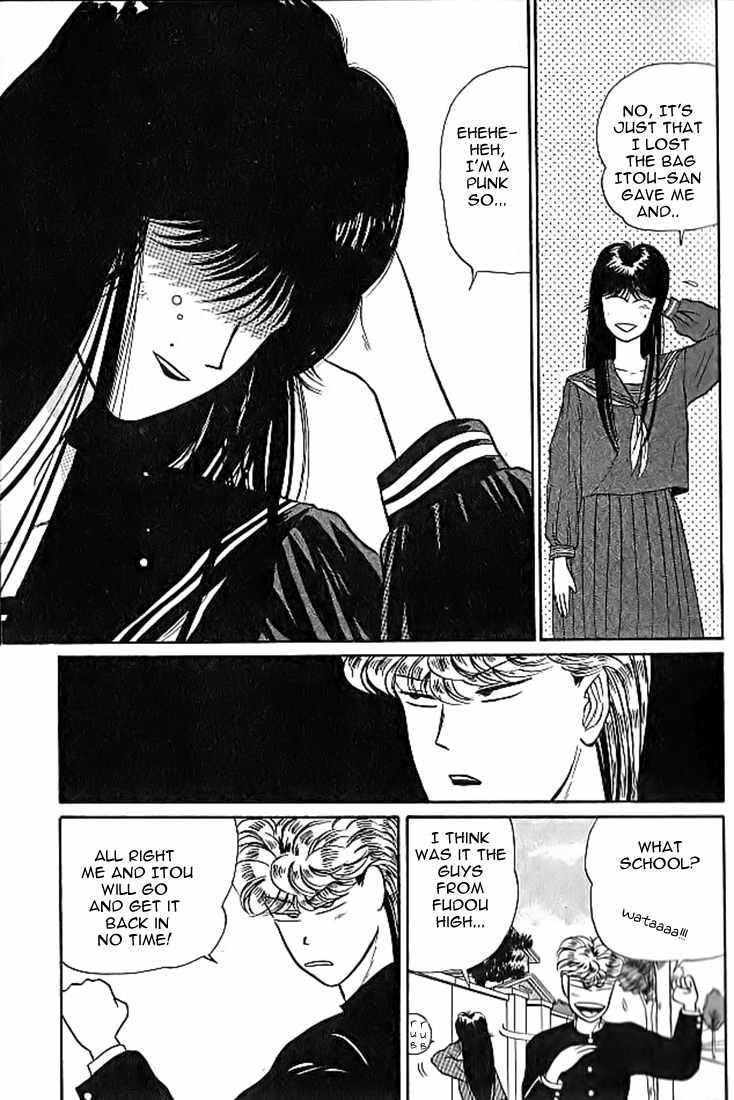 NO, IT'S
JUST THAT
I LOST
THE BAG
ITOU-SAN
GAVE ME
AND..
EHEHE-
HEH,
I'M A
PUNK
SO...
WHAT
SCHOOL?
wataaaa!!!
I THINK
WAS IT THE
GUYS
FROM
FUDOU
HIGH...
rUB
rUB
ALL RIGHT
ME AND ITOU
WILL GO
AND GET IT
BACK IN
NO TIME!